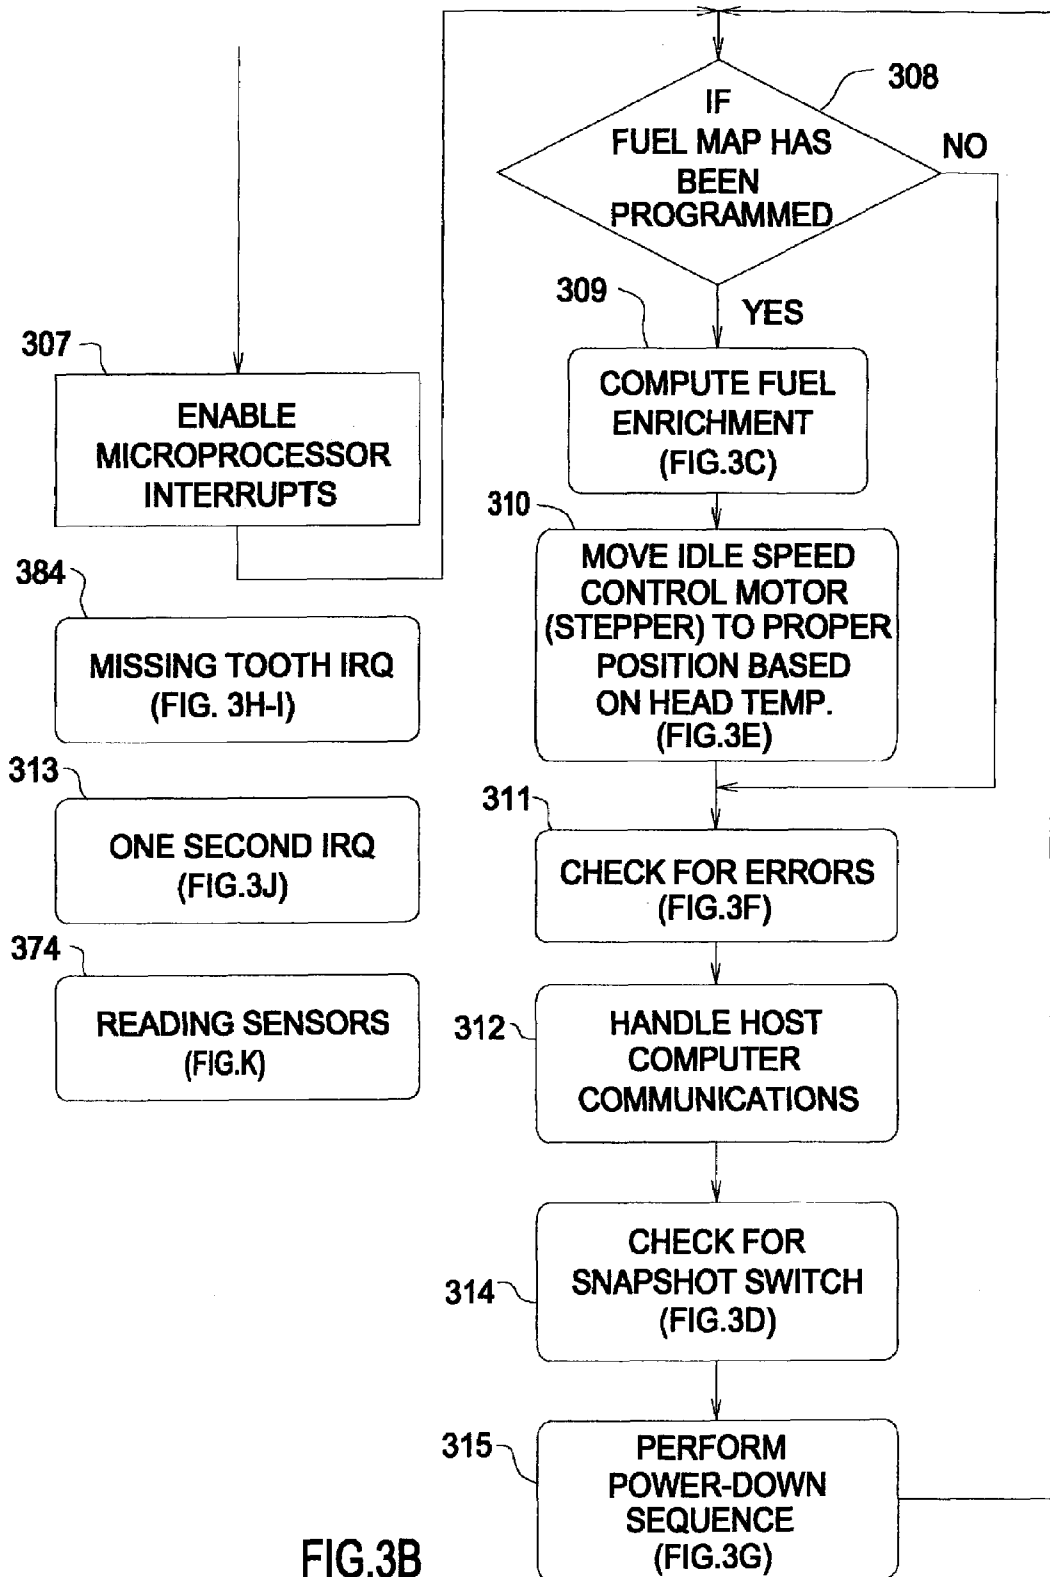 308
IF
FUEL MAP HAS
BEEN
PROGRAMMED
NO
309
YES
307
ENABLE
MICROPROCESSOR
INTERRUPTS
COMPUTE FUEL
ENRICHMENT
(FIG.3C)
310
MOVE IDLE SPEED
CONTROL MOTOR
(STEPPER) TO PROPER
POSITION BASED
ON HEAD TEMP.
(FIG.3E)
384
MISSING TOOTH IRQ
(FIG. 3H-I)
313
ONE SECOND IRQ
(FIG.3J)
311
CHECK FOR ERRORS
(FIG.3F)
374
READING SENSORS
(FIG.K)
312
HANDLE HOST
COMPUTER
COMMUNICATIONS
314
CHECK FOR
SNAPSHOT SWITCH
(FIG.3D)
315
PERFORM
POWER-DOWN
SEQUENCE
(FIG.3G)
FIG.3B